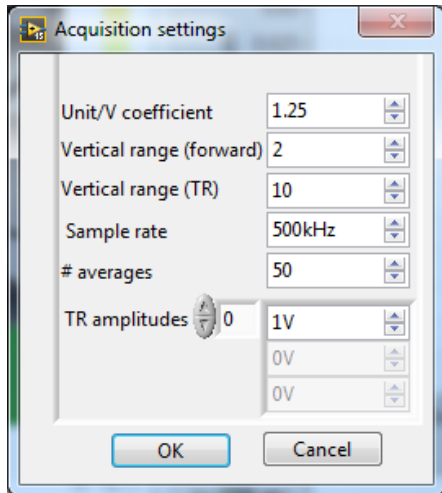 Acquisition settings
Unit/V coefficient 1.25
Vertical range (forward) 2
Vertical range (TR) 10
Sample rate 500kHz
# averages 50
TR amplitudes 0 1V
0V
0V
OK Cancel